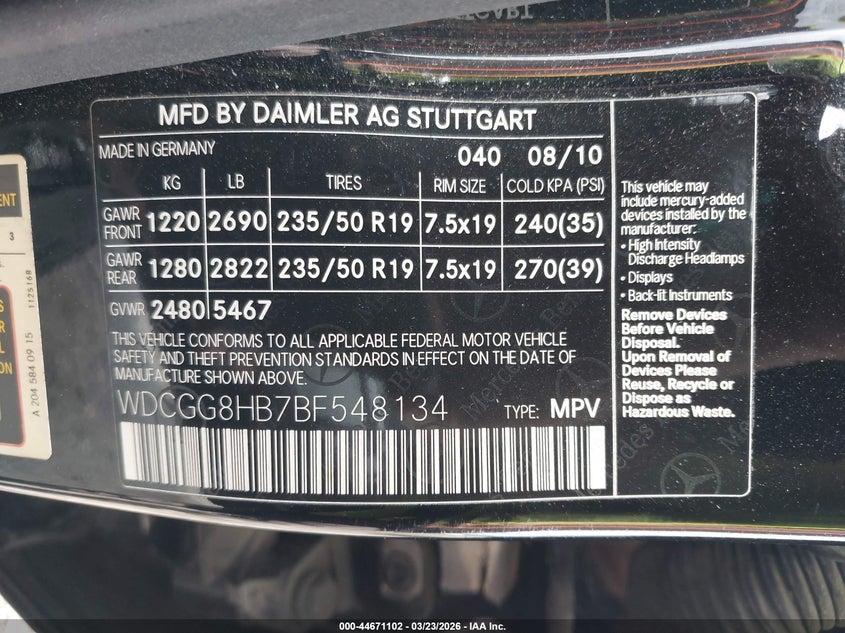 MFD BY DAIMLER AG STUTTGART
MADE IN GERMANY 040 08/10
KG LB TIRES RIM SIZE COLD KPA (PSI)
GAWR FRONT 1220 2690 235/50 R19 7.5x19 240(35)
GAWR REAR 1280 2822 235/50 R19 7.5x19 270(39)
GVWR 2480 5467
THIS VEHICLE CONFORMS TO ALL APPLICABLE FEDERAL MOTOR VEHICLE
SAFETY AND THEFT PREVENTION STANDARDS IN EFFECT ON THE DATE OF
MANUFACTURE SHOWN ABOVE.
WDCGG8HB7BF548134 TYPE: MPV
This vehicle may
include mercury-added
devices installed by the
manufacturer:
• High Intensity
Discharge Headlamps
• Displays
• Back-lit Instruments
Remove Devices
Before Vehicle
Disposal.
Upon Removal of
Devices Please
Reuse, Recycle or
Dispose as
Hazardous Waste.
3
1125168
A 204 584 09 15
000-44671102 — 03/23/2026 - IAA Inc.